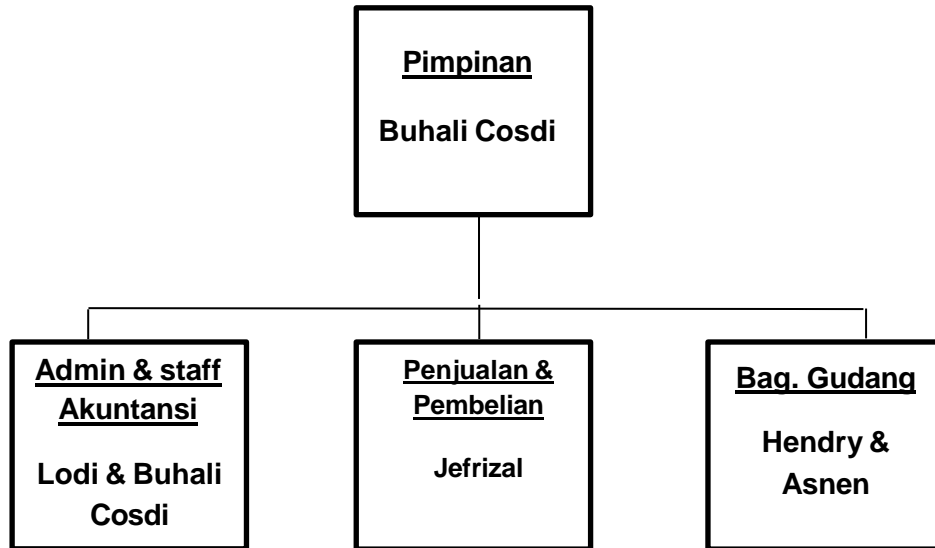 Pimpinan
Buhali Cosdi
Admin & staff
Akuntansi
Lodi & Buhali
Cosdi
Penjualan &
Pembelian
Jefrizal
Bag. Gudang
Hendry &
Asnen